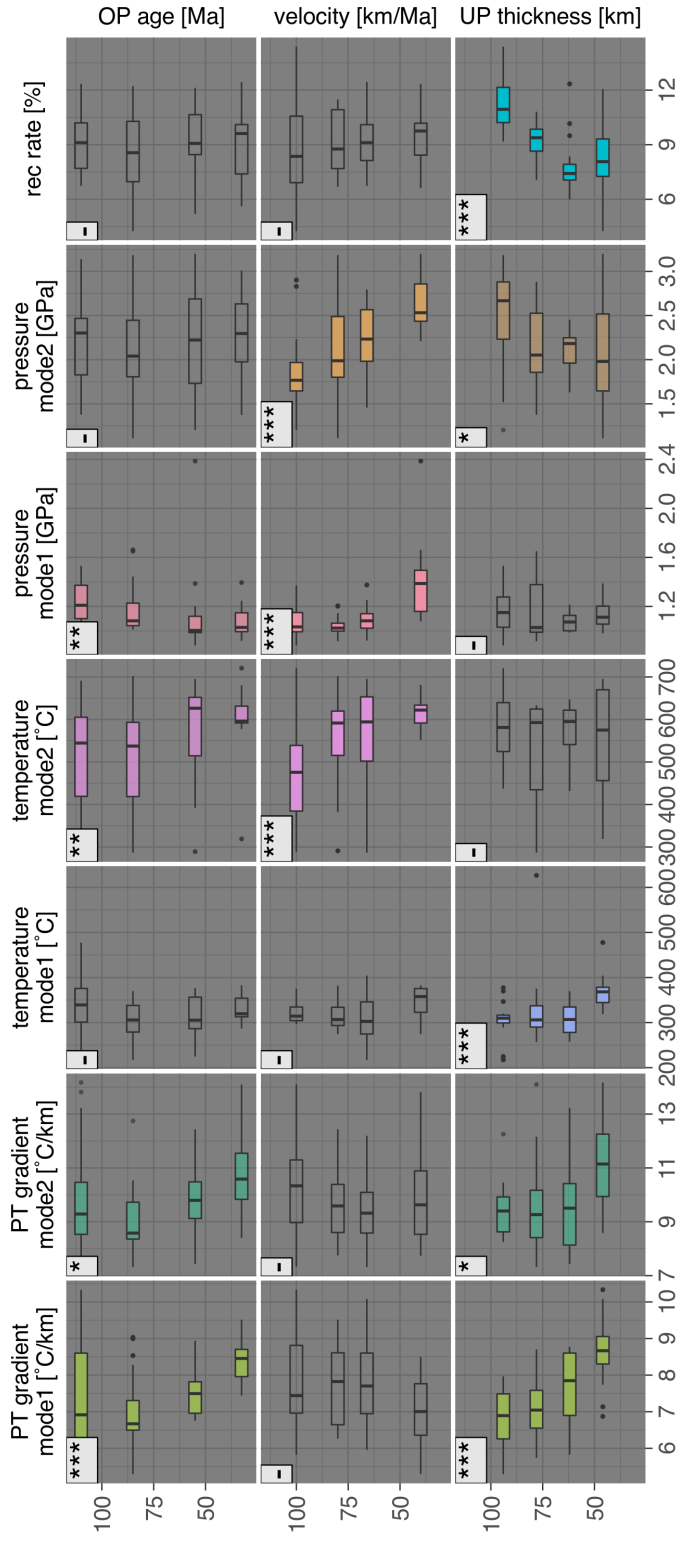 OP age [Ma]
velocity [km/Ma]
UP thickness [km]
rec rate [%]
-
-
***
6 9 12
pressure
mode2 [GPa]
-
***
*
1.5 2.0 2.5 3.0
pressure
mode1 [GPa]
**
***
-
1.2 1.6 2.0 2.4
temperature
mode2 [˚C]
**
***
-
300 400 500 600 700
temperature
mode1 [˚C]
-
-
***
200 300 400 500 600
PT gradient
mode2 [˚C/km]
*
-
*
7 9 11 13
PT gradient
mode1 [˚C/km]
***
-
***
6 7 8 9 10
100 75 50
100 75 50
100 75 50